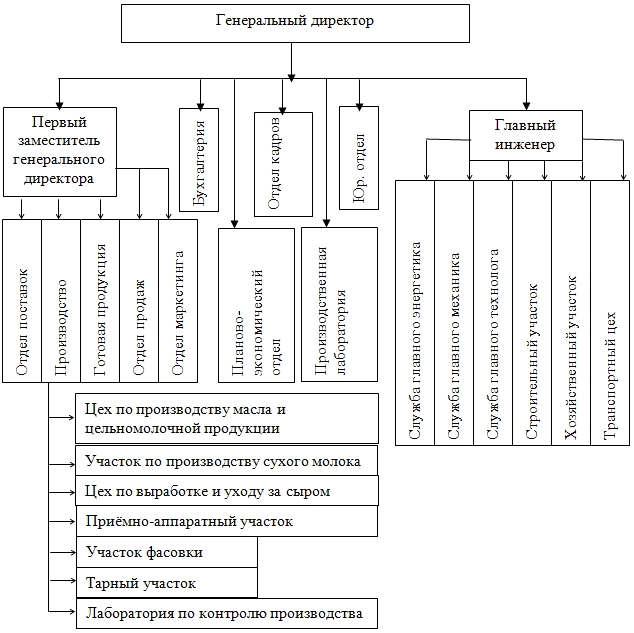 Генеральный директор
Первый
заместитель
генерального
директора
Бухгалтерия
Отдел кадров
Юр. отдел
Главный
инженер
Отдел поставок
Производство
Готовая продукция
Отдел продаж
Отдел маркетинга
Планово-
экономический
отдел
Производственная
лаборатория
Служба главного энергетика
Служба главного механика
Служба главного технолога
Строительный участок
Хозяйственный участок
Транспортный цех
Цех по производству масла и
цельномолочной продукции
Участок по производству сухого молока
Цех по выработке и уходу за сыром
Приёмно-аппаратный участок
Участок фасовки
Тарный участок
Лаборатория по контролю производства